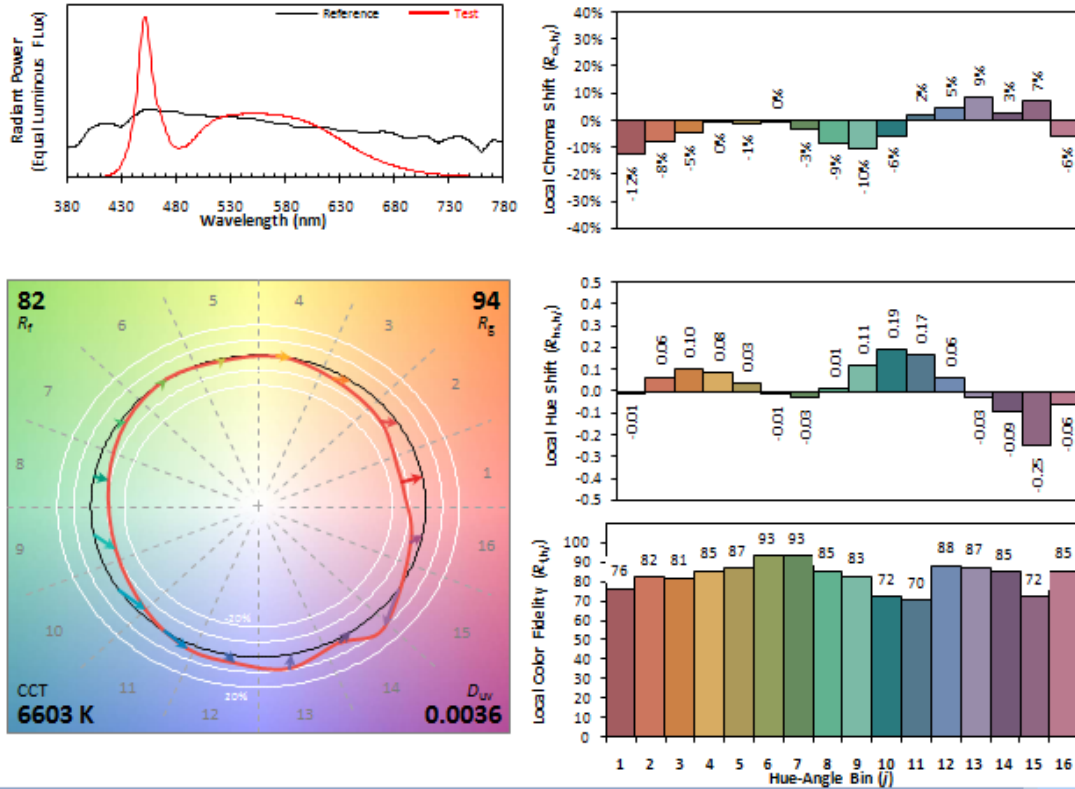 Reference Test
Radiant Power
(Equal Luminous Flux)
380 430 480 530 580 630 680 730 780
Wavelength (nm)
Local Chroma Shift (Rcs,hj)
40%
30%
20%
10%
0%
-10%
-20%
-30%
-40%
-12% -8% -5% 0% -1% 0% -3% -9% -10% -6% 2% 5% 9% 3% 7% -6%
82
Rf
94
Rg
5 4
6 3
7 2
8 1
9 16
10 15
11 14
12 13
-20%
20%
CCT
6603 K
Duv
0.0036
Local Hue Shift (Rhs,hj)
0.5
0.4
0.3
0.2
0.1
0.0
-0.1
-0.2
-0.3
-0.4
-0.5
-0.01 0.06 0.10 0.08 0.03 -0.01 -0.03 0.01 0.11 0.19 0.17 0.06 -0.03 -0.09 -0.25 -0.06
Local Color Fidelity (Rf,hj)
100
90
80
70
60
50
40
30
20
10
0
76 82 81 85 87 93 93 85 83 72 70 88 87 85 72 85
1 2 3 4 5 6 7 8 9 10 11 12 13 14 15 16
Hue-Angle Bin (j)